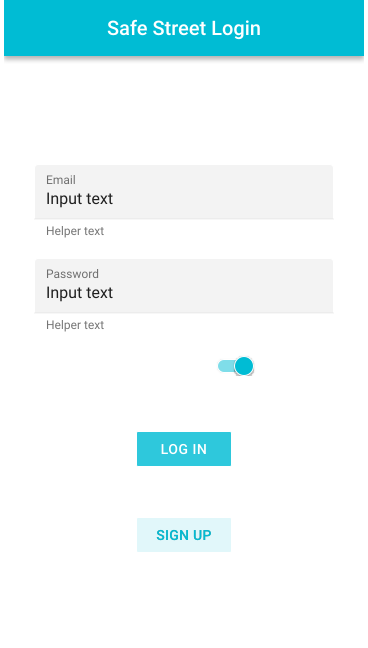 Safe Street Login
Email
Input text
Helper text
Password
Input text
Helper text
LOG IN
SIGN UP